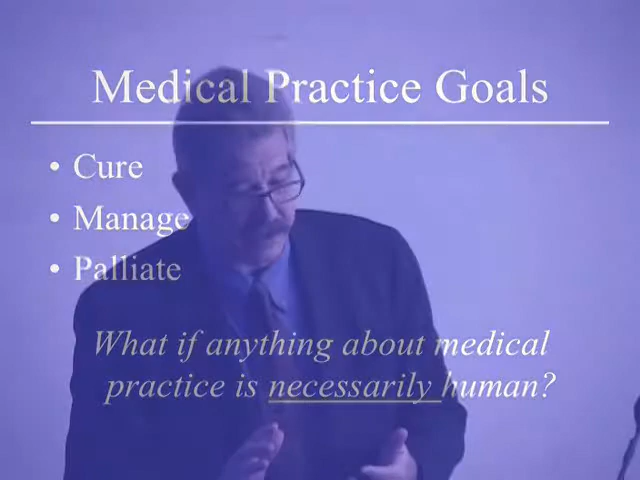 Medical Practice Goals
• Cure
• Manage
• Palliate
What if anything about medical
practice is necessarily human?